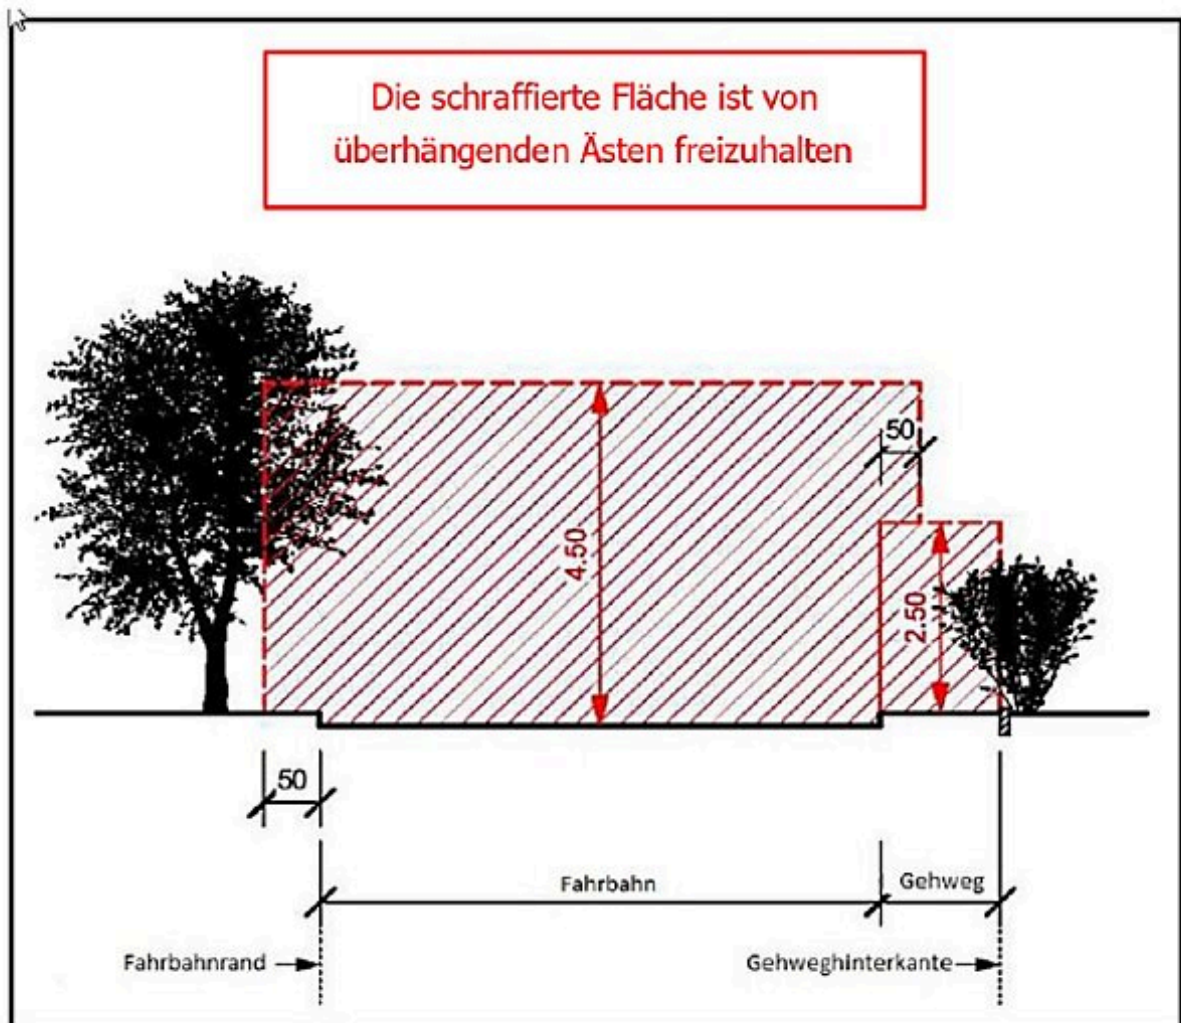 Die schraffierte Fläche ist von
überhängenden Ästen freizuhalten
50
4.50
2.50
50
Fahrbahn
Gehweg
Fahrbahnrand
Gehweghinterkante